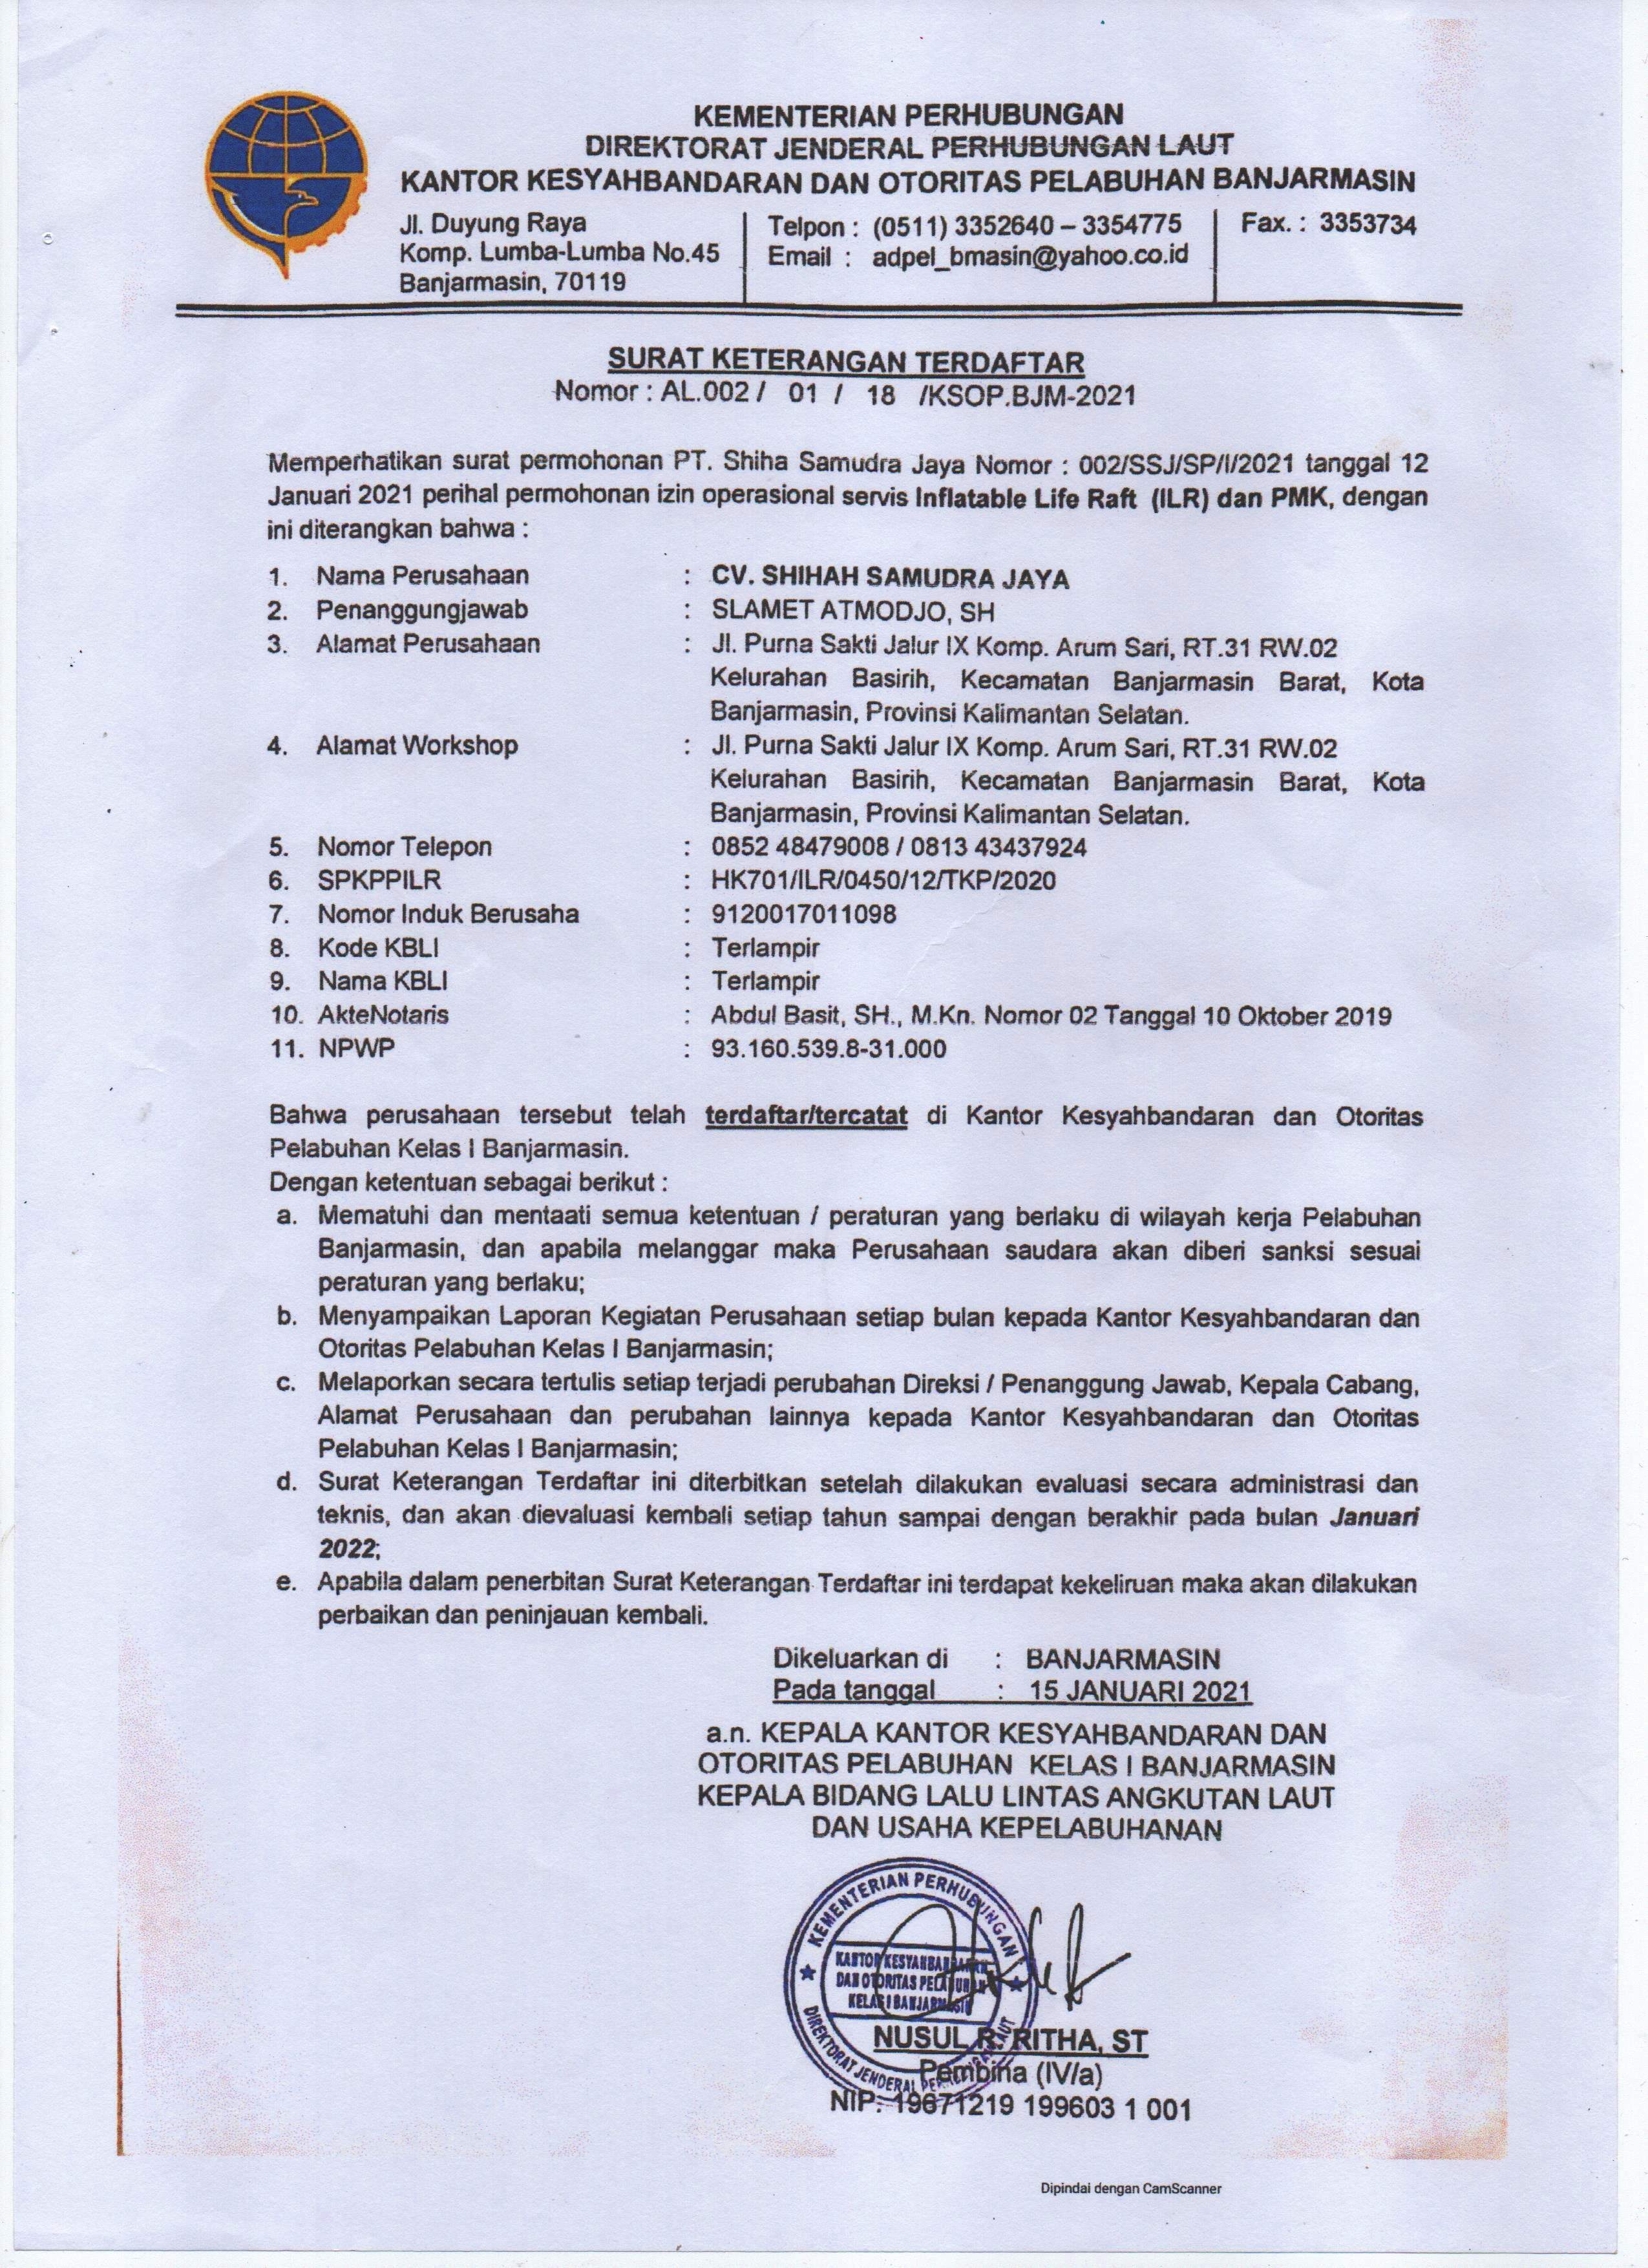 KEMENTERIAN PERHUBUNGAN
DIREKTORAT JENDERAL PERHUBUNGAN LAUT
KANTOR KESYAHBANDARAN DAN OTORITAS PELABUHAN BANJARMASIN
Jl. Duyung Raya
Komp. Lumba-Lumba No.45
Banjarmasin, 70119
Telpon : (0511) 3352640 – 3354775
Email : adpel_bmasin@yahoo.co.id
Fax. : 3353734
SURAT KETERANGAN TERDAFTAR
Nomor : AL.002 / 01 / 18 /KSOP.BJM-2021
Memperhatikan surat permohonan PT. Shiha Samudra Jaya Nomor : 002/SSJ/SP/I/2021 tanggal 12
Januari 2021 perihal permohonan izin operasional servis Inflatable Life Raft (ILR) dan PMK, dengan
ini diterangkan bahwa :
1. Nama Perusahaan : CV. SHIHAH SAMUDRA JAYA
2. Penanggungjawab : SLAMET ATMODJO, SH
3. Alamat Perusahaan : Jl. Purna Sakti Jalur IX Komp. Arum Sari, RT.31 RW.02
Kelurahan Basirih, Kecamatan Banjarmasin Barat, Kota
Banjarmasin, Provinsi Kalimantan Selatan.
4. Alamat Workshop : Jl. Purna Sakti Jalur IX Komp. Arum Sari, RT.31 RW.02
Kelurahan Basirih, Kecamatan Banjarmasin Barat, Kota
Banjarmasin, Provinsi Kalimantan Selatan.
5. Nomor Telepon : 0852 48479008 / 0813 43437924
6. SPKPPILR : HK701/ILR/0450/12/TKP/2020
7. Nomor Induk Berusaha : 9120017011098
8. Kode KBLI : Terlampir
9. Nama KBLI : Terlampir
10. AkteNotaris : Abdul Basit, SH., M.Kn. Nomor 02 Tanggal 10 Oktober 2019
11. NPWP : 93.160.539.8-31.000
Bahwa perusahaan tersebut telah terdaftar/tercatat di Kantor Kesyahbandaran dan Otoritas
Pelabuhan Kelas I Banjarmasin.
Dengan ketentuan sebagai berikut :
a. Mematuhi dan mentaati semua ketentuan / peraturan yang berlaku di wilayah kerja Pelabuhan
Banjarmasin, dan apabila melanggar maka Perusahaan saudara akan diberi sanksi sesuai
peraturan yang berlaku;
b. Menyampaikan Laporan Kegiatan Perusahaan setiap bulan kepada Kantor Kesyahbandaran dan
Otoritas Pelabuhan Kelas I Banjarmasin;
c. Melaporkan secara tertulis setiap terjadi perubahan Direksi / Penanggung Jawab, Kepala Cabang,
Alamat Perusahaan dan perubahan lainnya kepada Kantor Kesyahbandaran dan Otoritas
Pelabuhan Kelas I Banjarmasin;
d. Surat Keterangan Terdaftar ini diterbitkan setelah dilakukan evaluasi secara administrasi dan
teknis, dan akan dievaluasi kembali setiap tahun sampai dengan berakhir pada bulan Januari
2022;
e. Apabila dalam penerbitan Surat Keterangan Terdaftar ini terdapat kekeliruan maka akan dilakukan
perbaikan dan peninjauan kembali.
Dikeluarkan di : BANJARMASIN
Pada tanggal : 15 JANUARI 2021
a.n. KEPALA KANTOR KESYAHBANDARAN DAN
OTORITAS PELABUHAN KELAS I BANJARMASIN
KEPALA BIDANG LALU LINTAS ANGKUTAN LAUT
DAN USAHA KEPELABUHANAN
KEMENTERIAN PERHUBUNGAN
KANTOR KESYAHBANDARAN
DAN OTORITAS PELABUHAN
KELAS I BANJARMASIN
DIREKTORAT JENDERAL PERHUBUNGAN LAUT
NUSUL R. RITHA, ST
Pembina (IV/a)
NIP. 19671219 199603 1 001
Dipindai dengan CamScanner